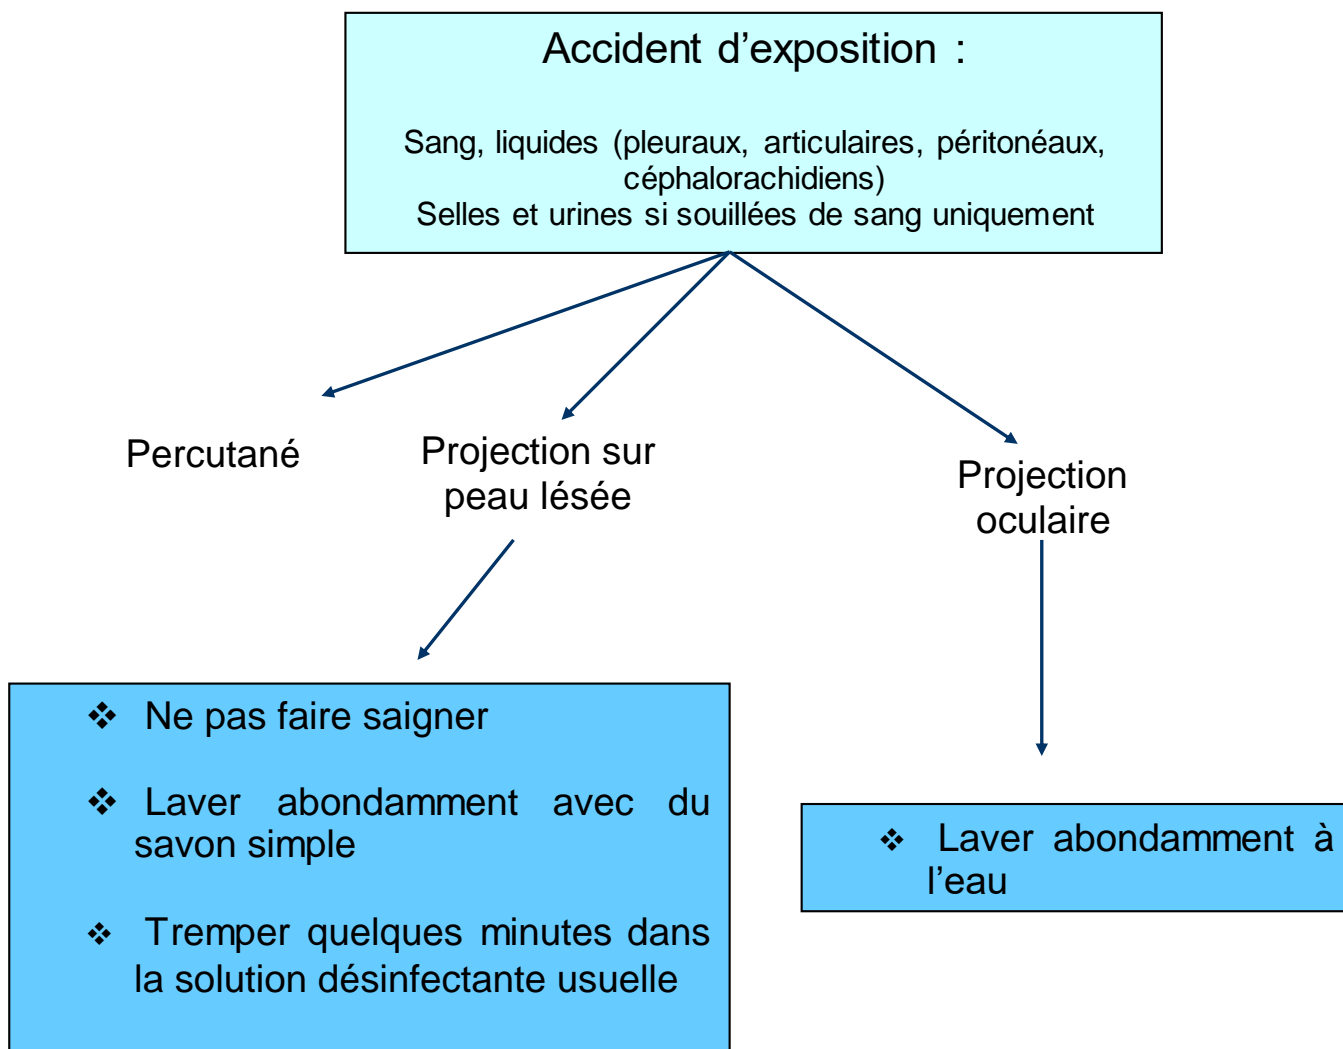 Accident d’exposition :
Sang, liquides (pleuraux, articulaires, péritonéaux,
céphalorachidiens)
Selles et urines si souillées de sang uniquement
Percutané
Projection sur
peau lésée
Projection
oculaire
❖ Ne pas faire saigner
❖ Laver abondamment avec du
savon simple
❖ Tremper quelques minutes dans
la solution désinfectante usuelle
❖ Laver abondamment à
l’eau